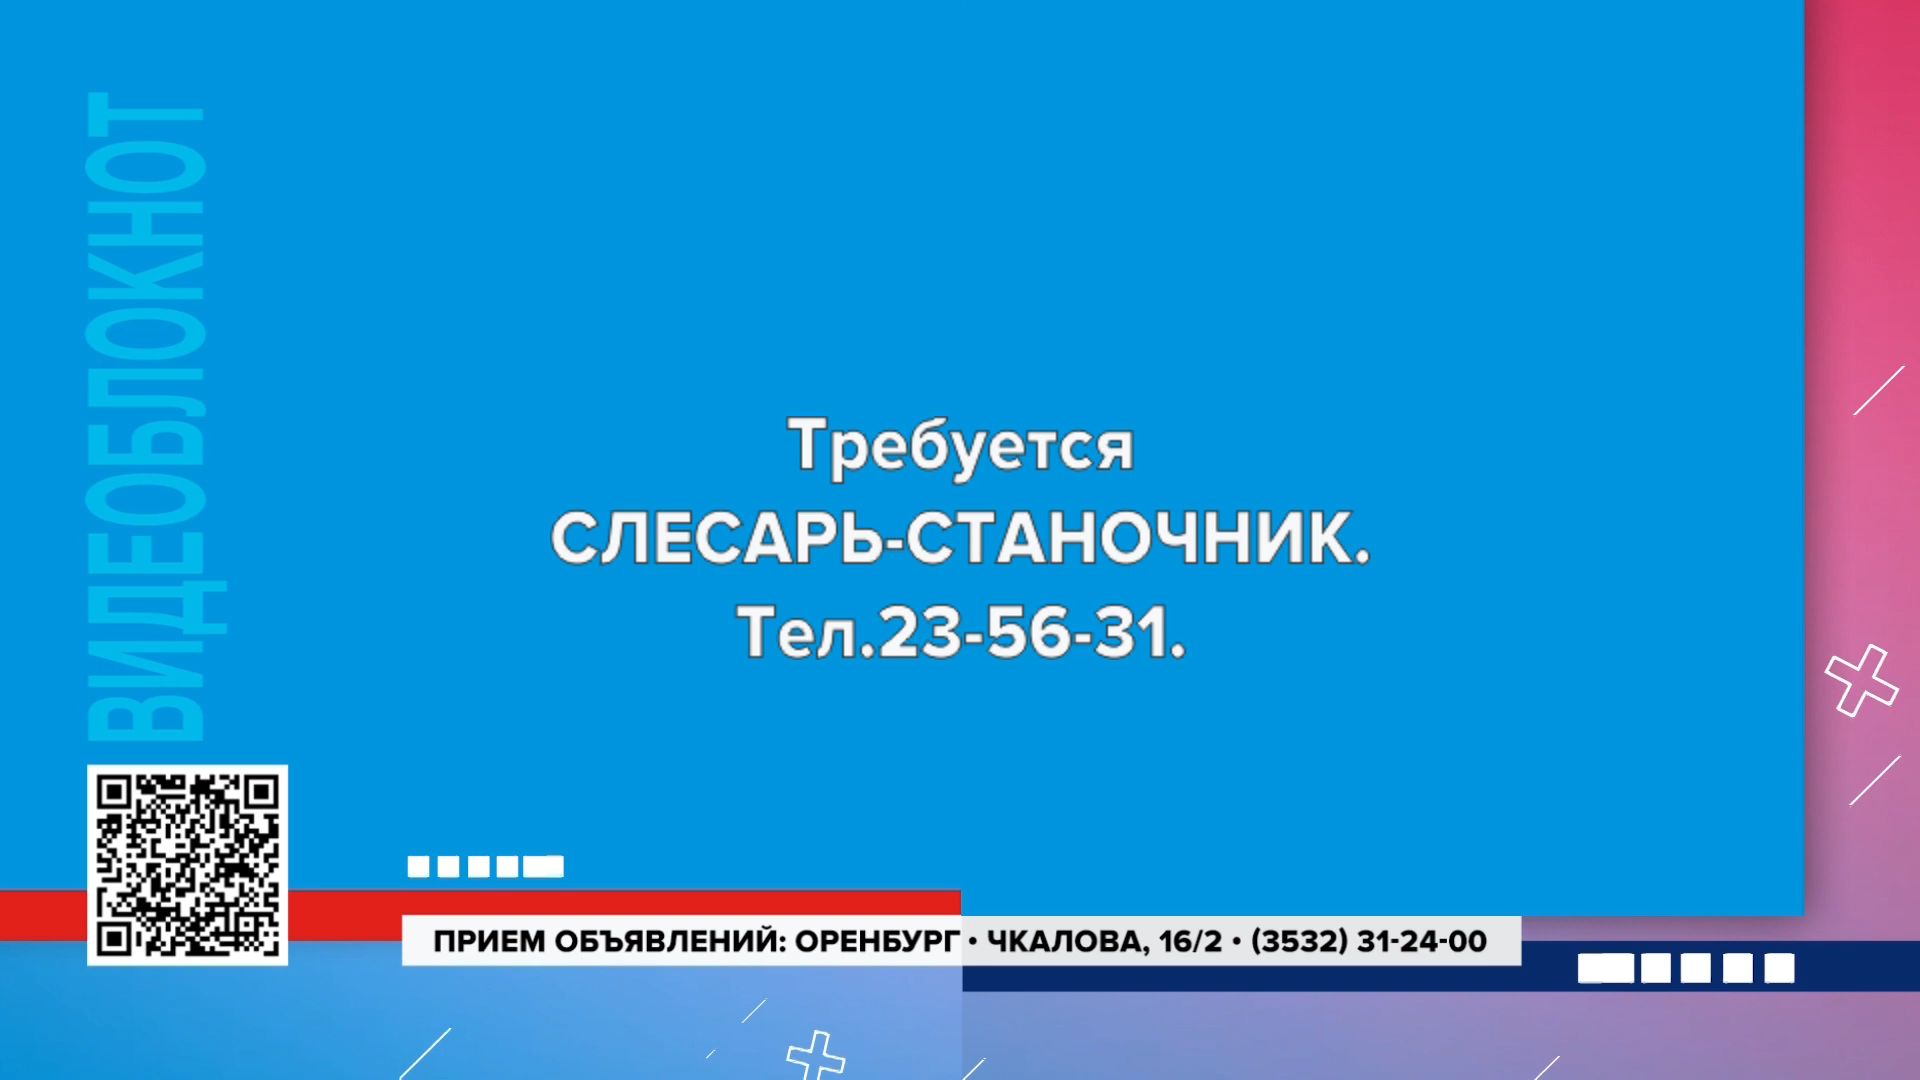 ВИДЕОБЛОКНОТ
Требуется
СЛЕСАРЬ-СТАНОЧНИК.
Тел.23-56-31.
ПРИЕМ ОБЪЯВЛЕНИЙ: ОРЕНБУРГ • ЧКАЛОВА, 16/2 • (3532) 31-24-00